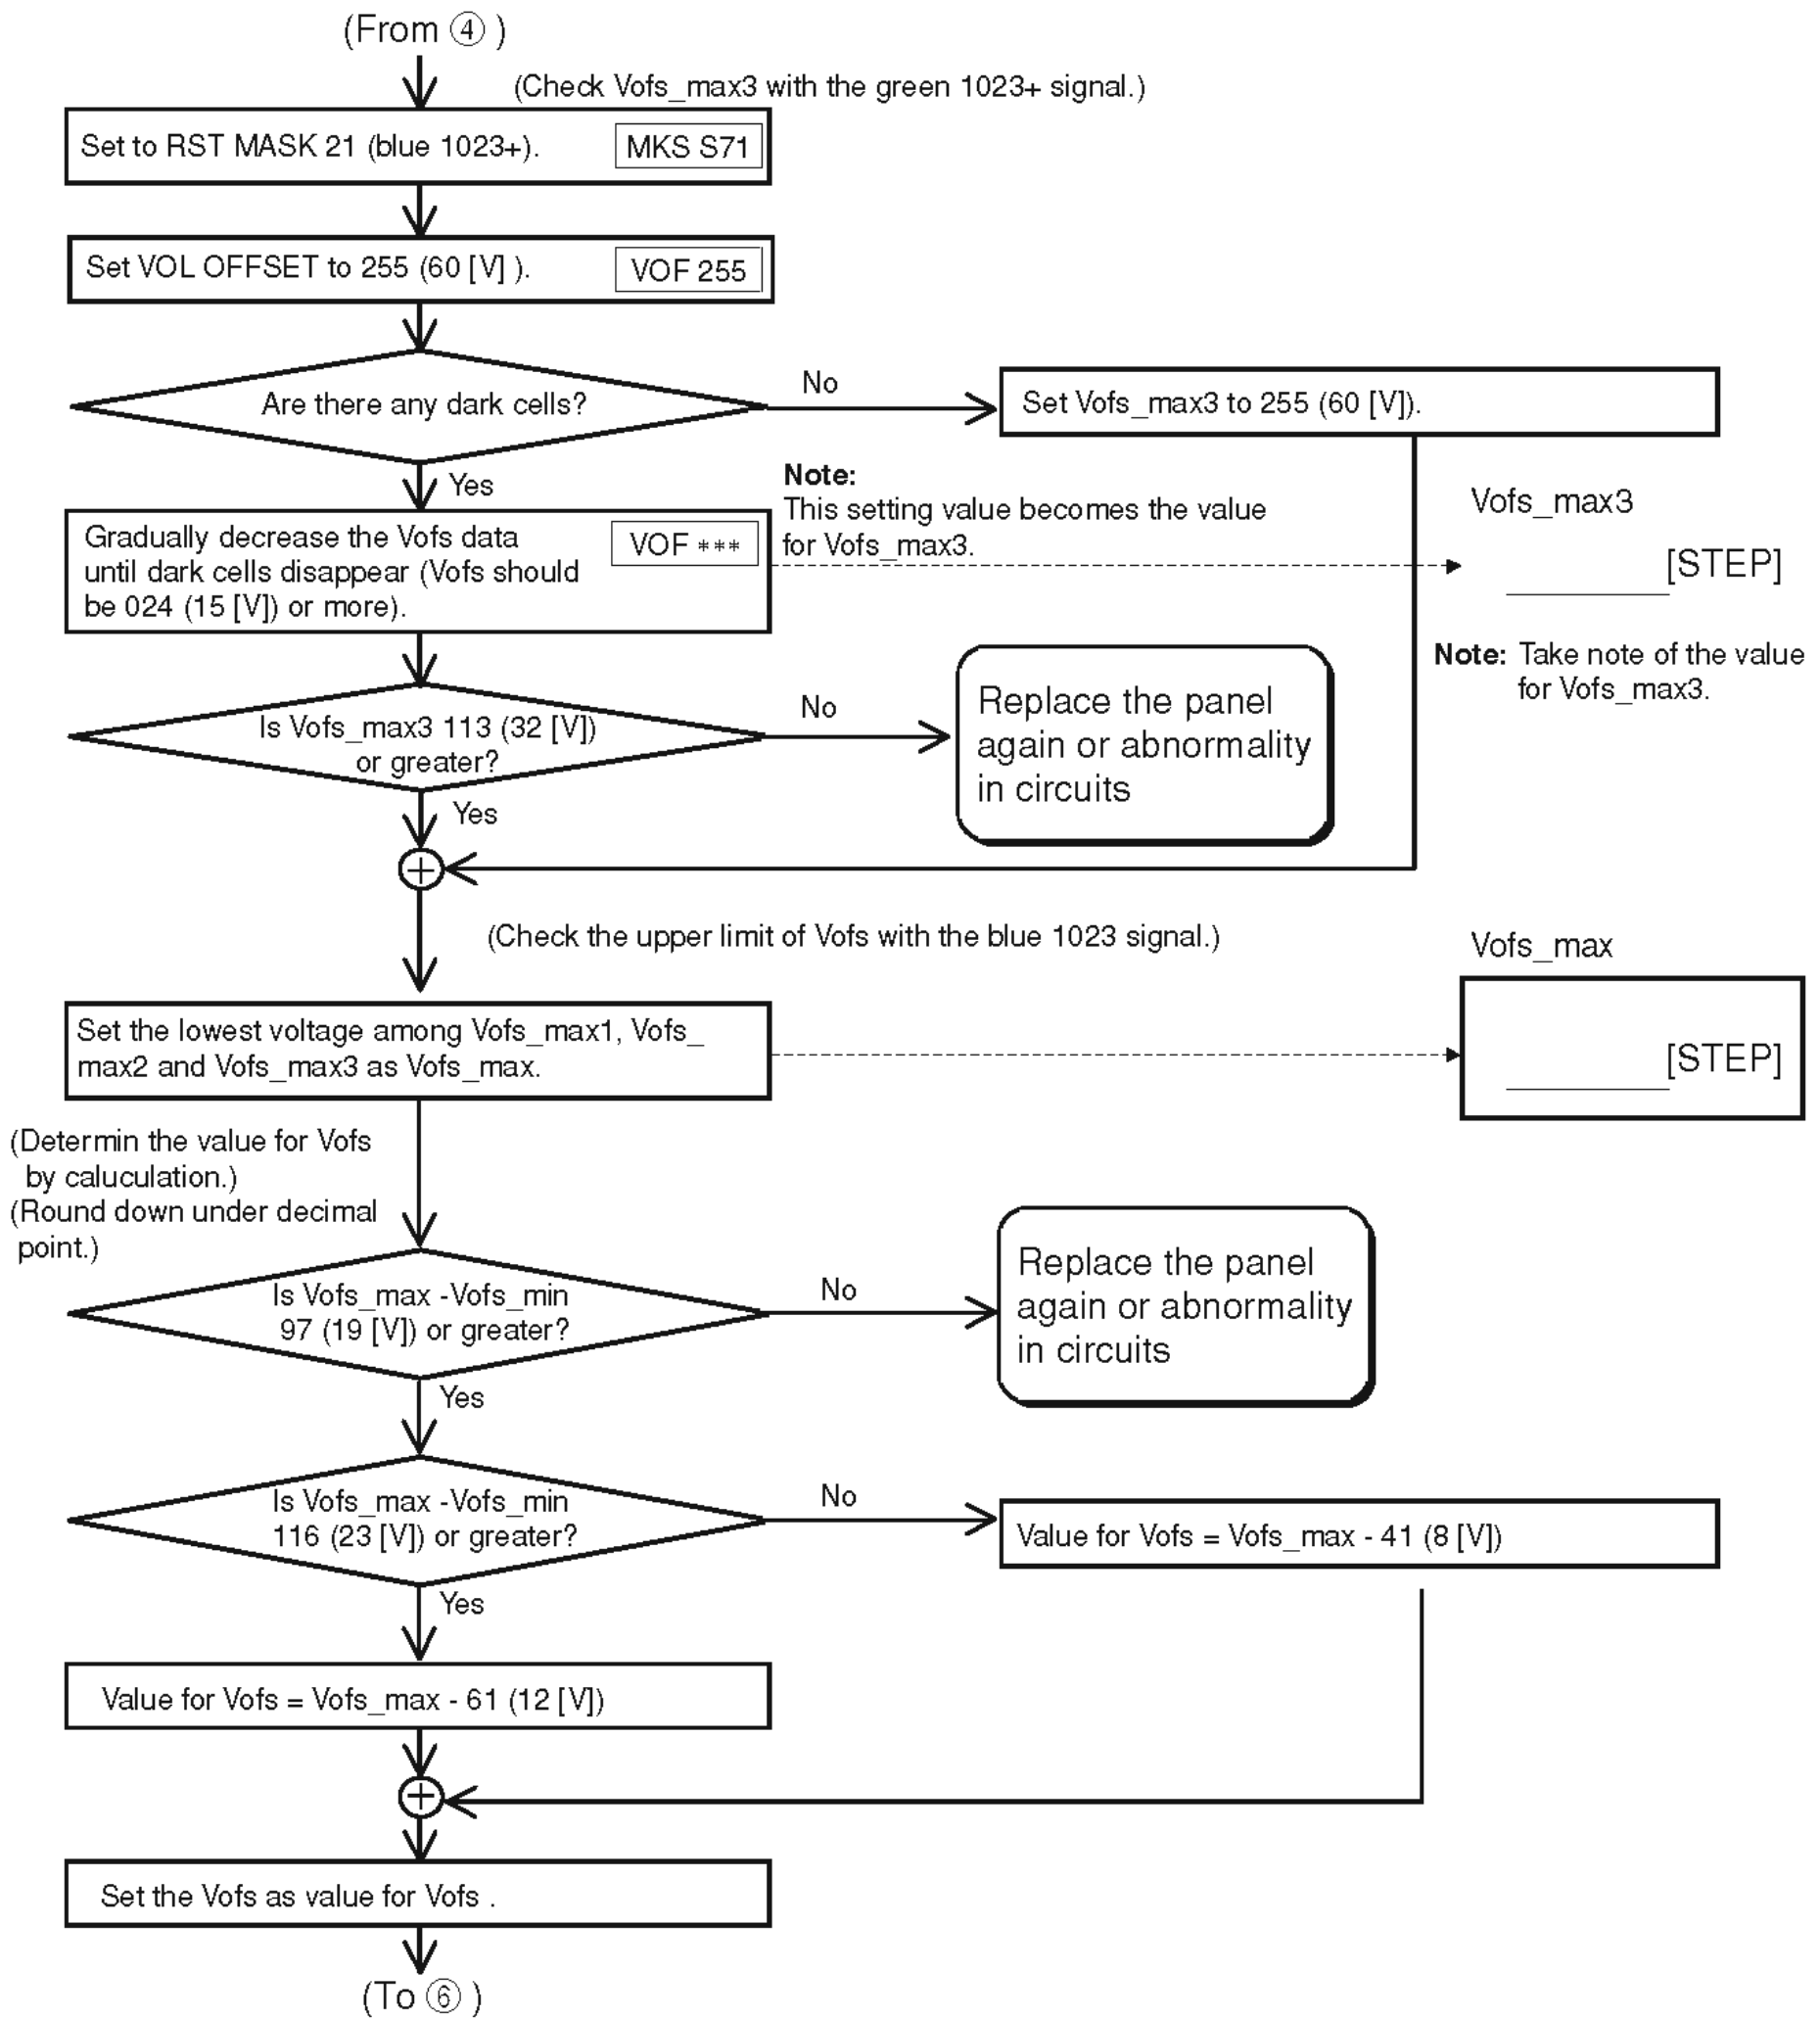 (From ④ )
(Check Vofs_max3 with the green 1023+ signal.)
Set to RST MASK 21 (blue 1023+).
MKS S71
Set VOL OFFSET to 255 (60 [V] ).
VOF 255
Are there any dark cells?
No
Set Vofs_max3 to 255 (60 [V]).
Yes
Note:
This setting value becomes the value
for Vofs_max3.
Vofs_max3
[STEP]
Gradually decrease the Vofs data
until dark cells disappear (Vofs should
be 024 (15 [V]) or more).
VOF ***
Note: Take note of the value
for Vofs_max3.
Is Vofs_max3 113 (32 [V])
or greater?
No
Replace the panel
again or abnormality
in circuits
Yes
(Check the upper limit of Vofs with the blue 1023 signal.)
Vofs_max
[STEP]
Set the lowest voltage among Vofs_max1, Vofs_
max2 and Vofs_max3 as Vofs_max.
(Determin the value for Vofs
by caluculation.)
(Round down under decimal
point.)
Is Vofs_max -Vofs_min
97 (19 [V]) or greater?
No
Replace the panel
again or abnormality
in circuits
Yes
Is Vofs_max -Vofs_min
116 (23 [V]) or greater?
No
Value for Vofs = Vofs_max - 41 (8 [V])
Yes
Value for Vofs = Vofs_max - 61 (12 [V])
Set the Vofs as value for Vofs .
(To ⑥ )